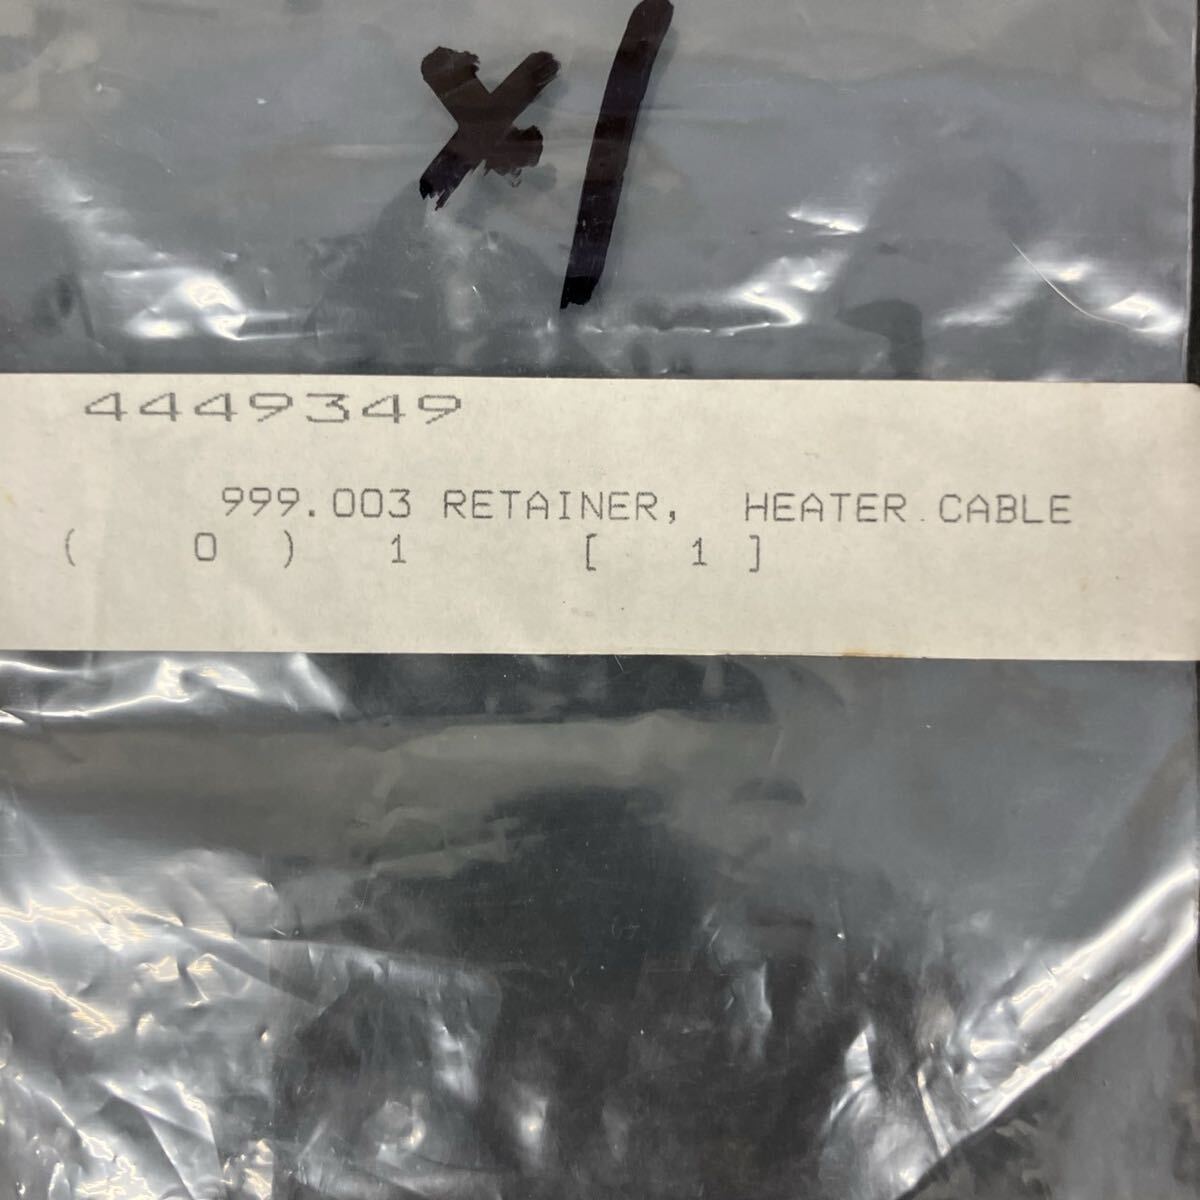 x1
4449349
999.003 RETAINER, HEATER CABLE
( 0 ) 1 [ 1 ]